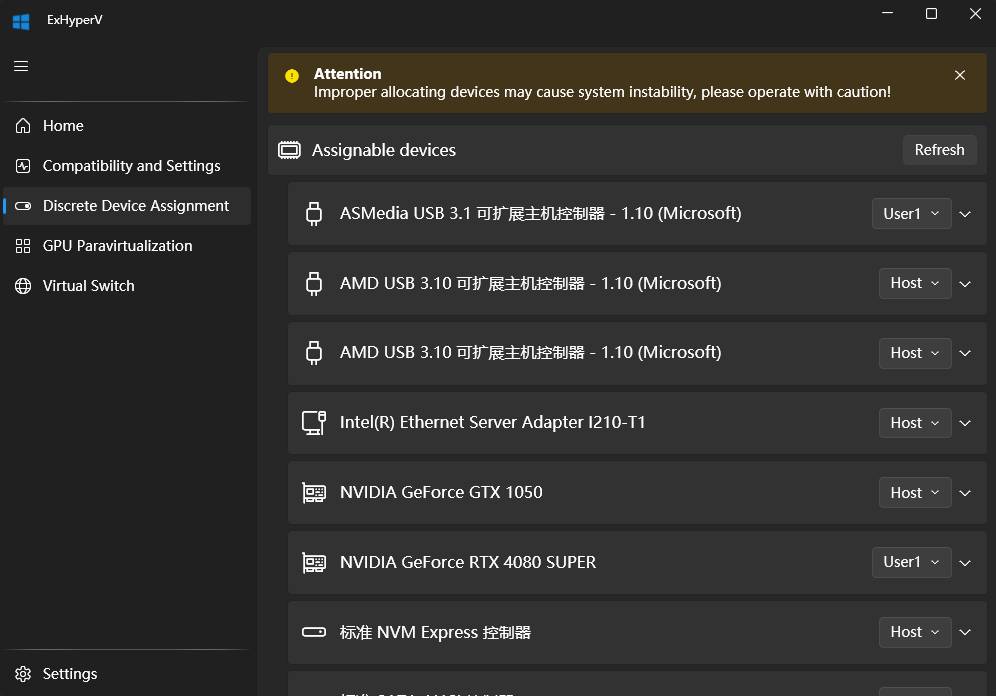 ExHyperV
Attention
Improper allocating devices may cause system instability, please operate with caution!
Home
Compatibility and Settings
Discrete Device Assignment
GPU Paravirtualization
Virtual Switch
Settings
Assignable devices
Refresh
ASMedia USB 3.1 可扩展主机控制器 - 1.10 (Microsoft)
User1
AMD USB 3.10 可扩展主机控制器 - 1.10 (Microsoft)
Host
AMD USB 3.10 可扩展主机控制器 - 1.10 (Microsoft)
Host
Intel(R) Ethernet Server Adapter I210-T1
Host
NVIDIA GeForce GTX 1050
Host
NVIDIA GeForce RTX 4080 SUPER
User1
标准 NVM Express 控制器
Host